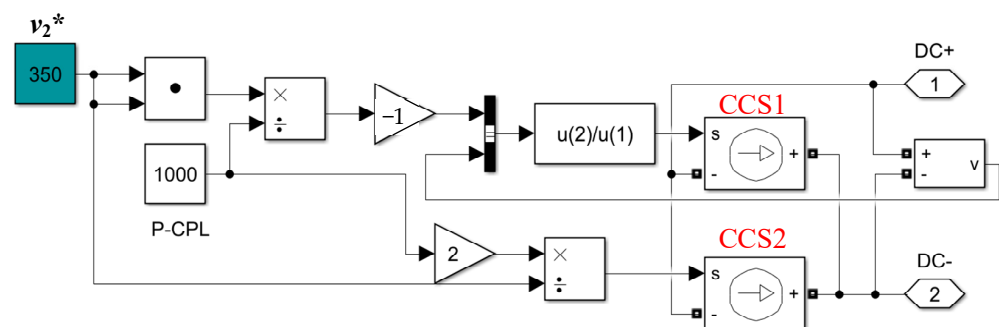 v₂*
350
DC+
1
×
÷
−1
CCS1
u(2)/u(1)
s
+
-
+
-
v
1000
P-CPL
2
×
÷
CCS2
s
+
-
DC-
2